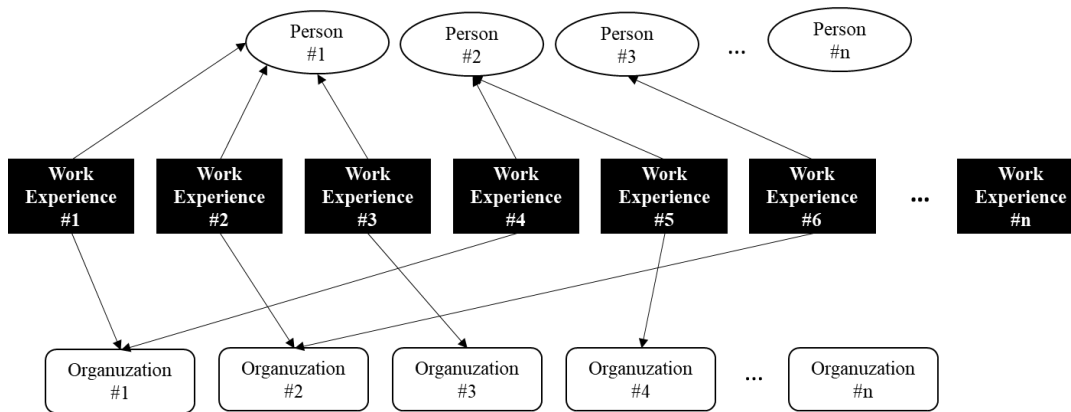 Person
#1
Person
#2
Person
#3
...
Person
#n
Work
Experience
#1
Work
Experience
#2
Work
Experience
#3
Work
Experience
#4
Work
Experience
#5
Work
Experience
#6
...
Work
Experience
#n
Organuzation
#1
Organuzation
#2
Organuzation
#3
Organuzation
#4
...
Organuzation
#n